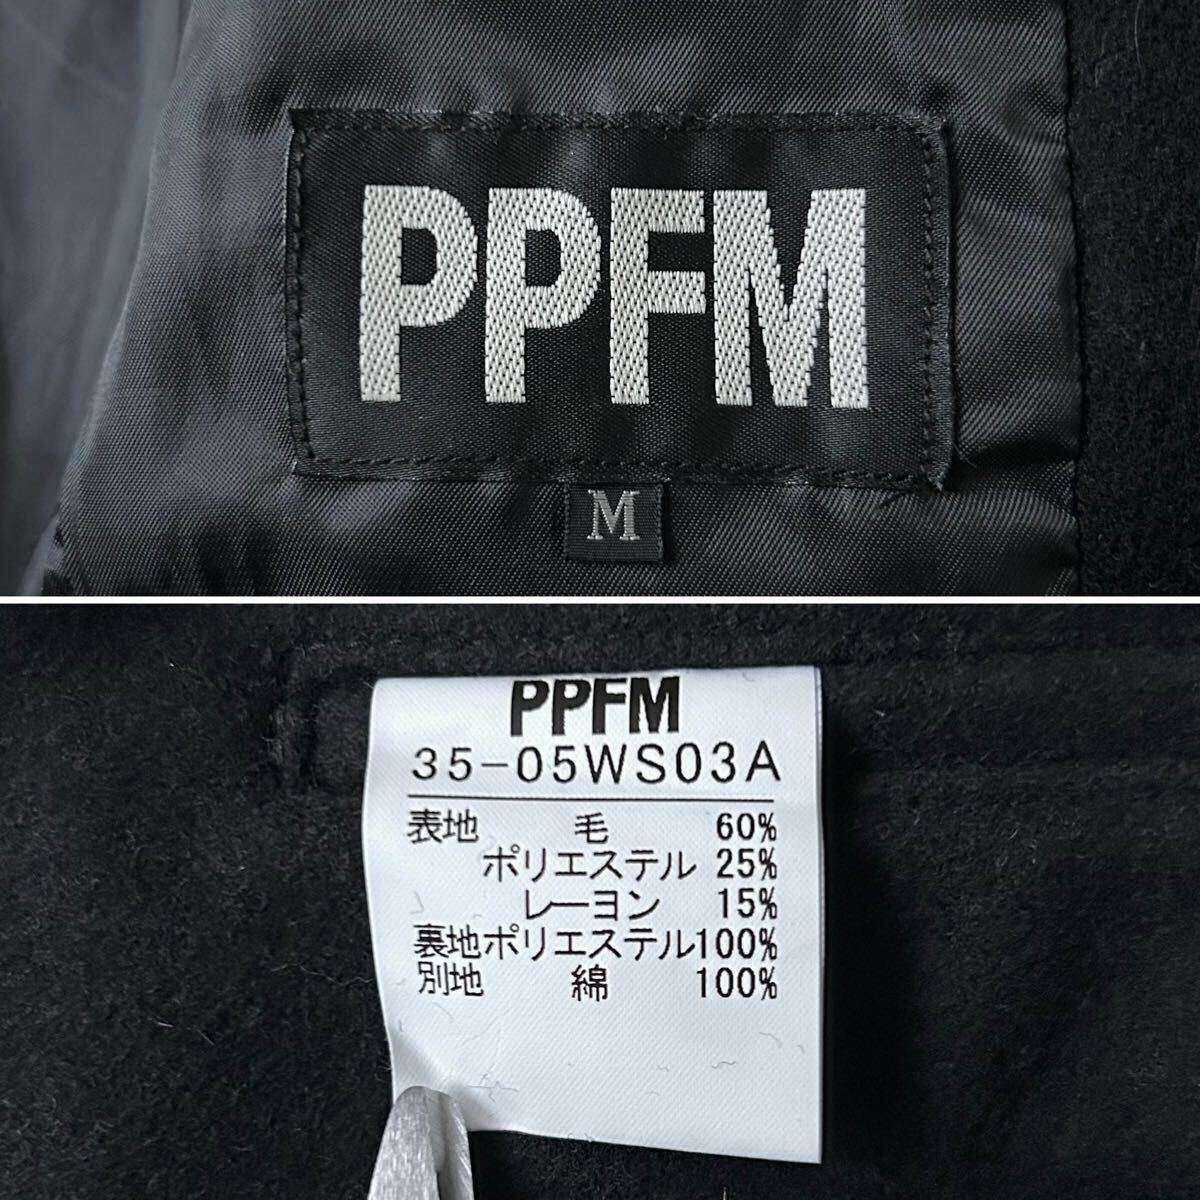 PPFM
M
PPFM
35-05WS03A
表地 毛 60%
ポリエステル 25%
レーヨン 15%
裏地ポリエステル100%
別地 綿 100%